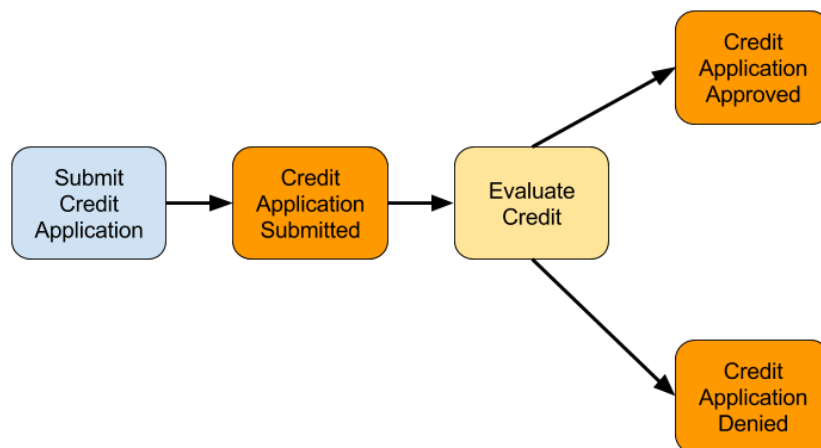 Submit
Credit
Application
Credit
Application
Submitted
Evaluate
Credit
Credit
Application
Approved
Credit
Application
Denied